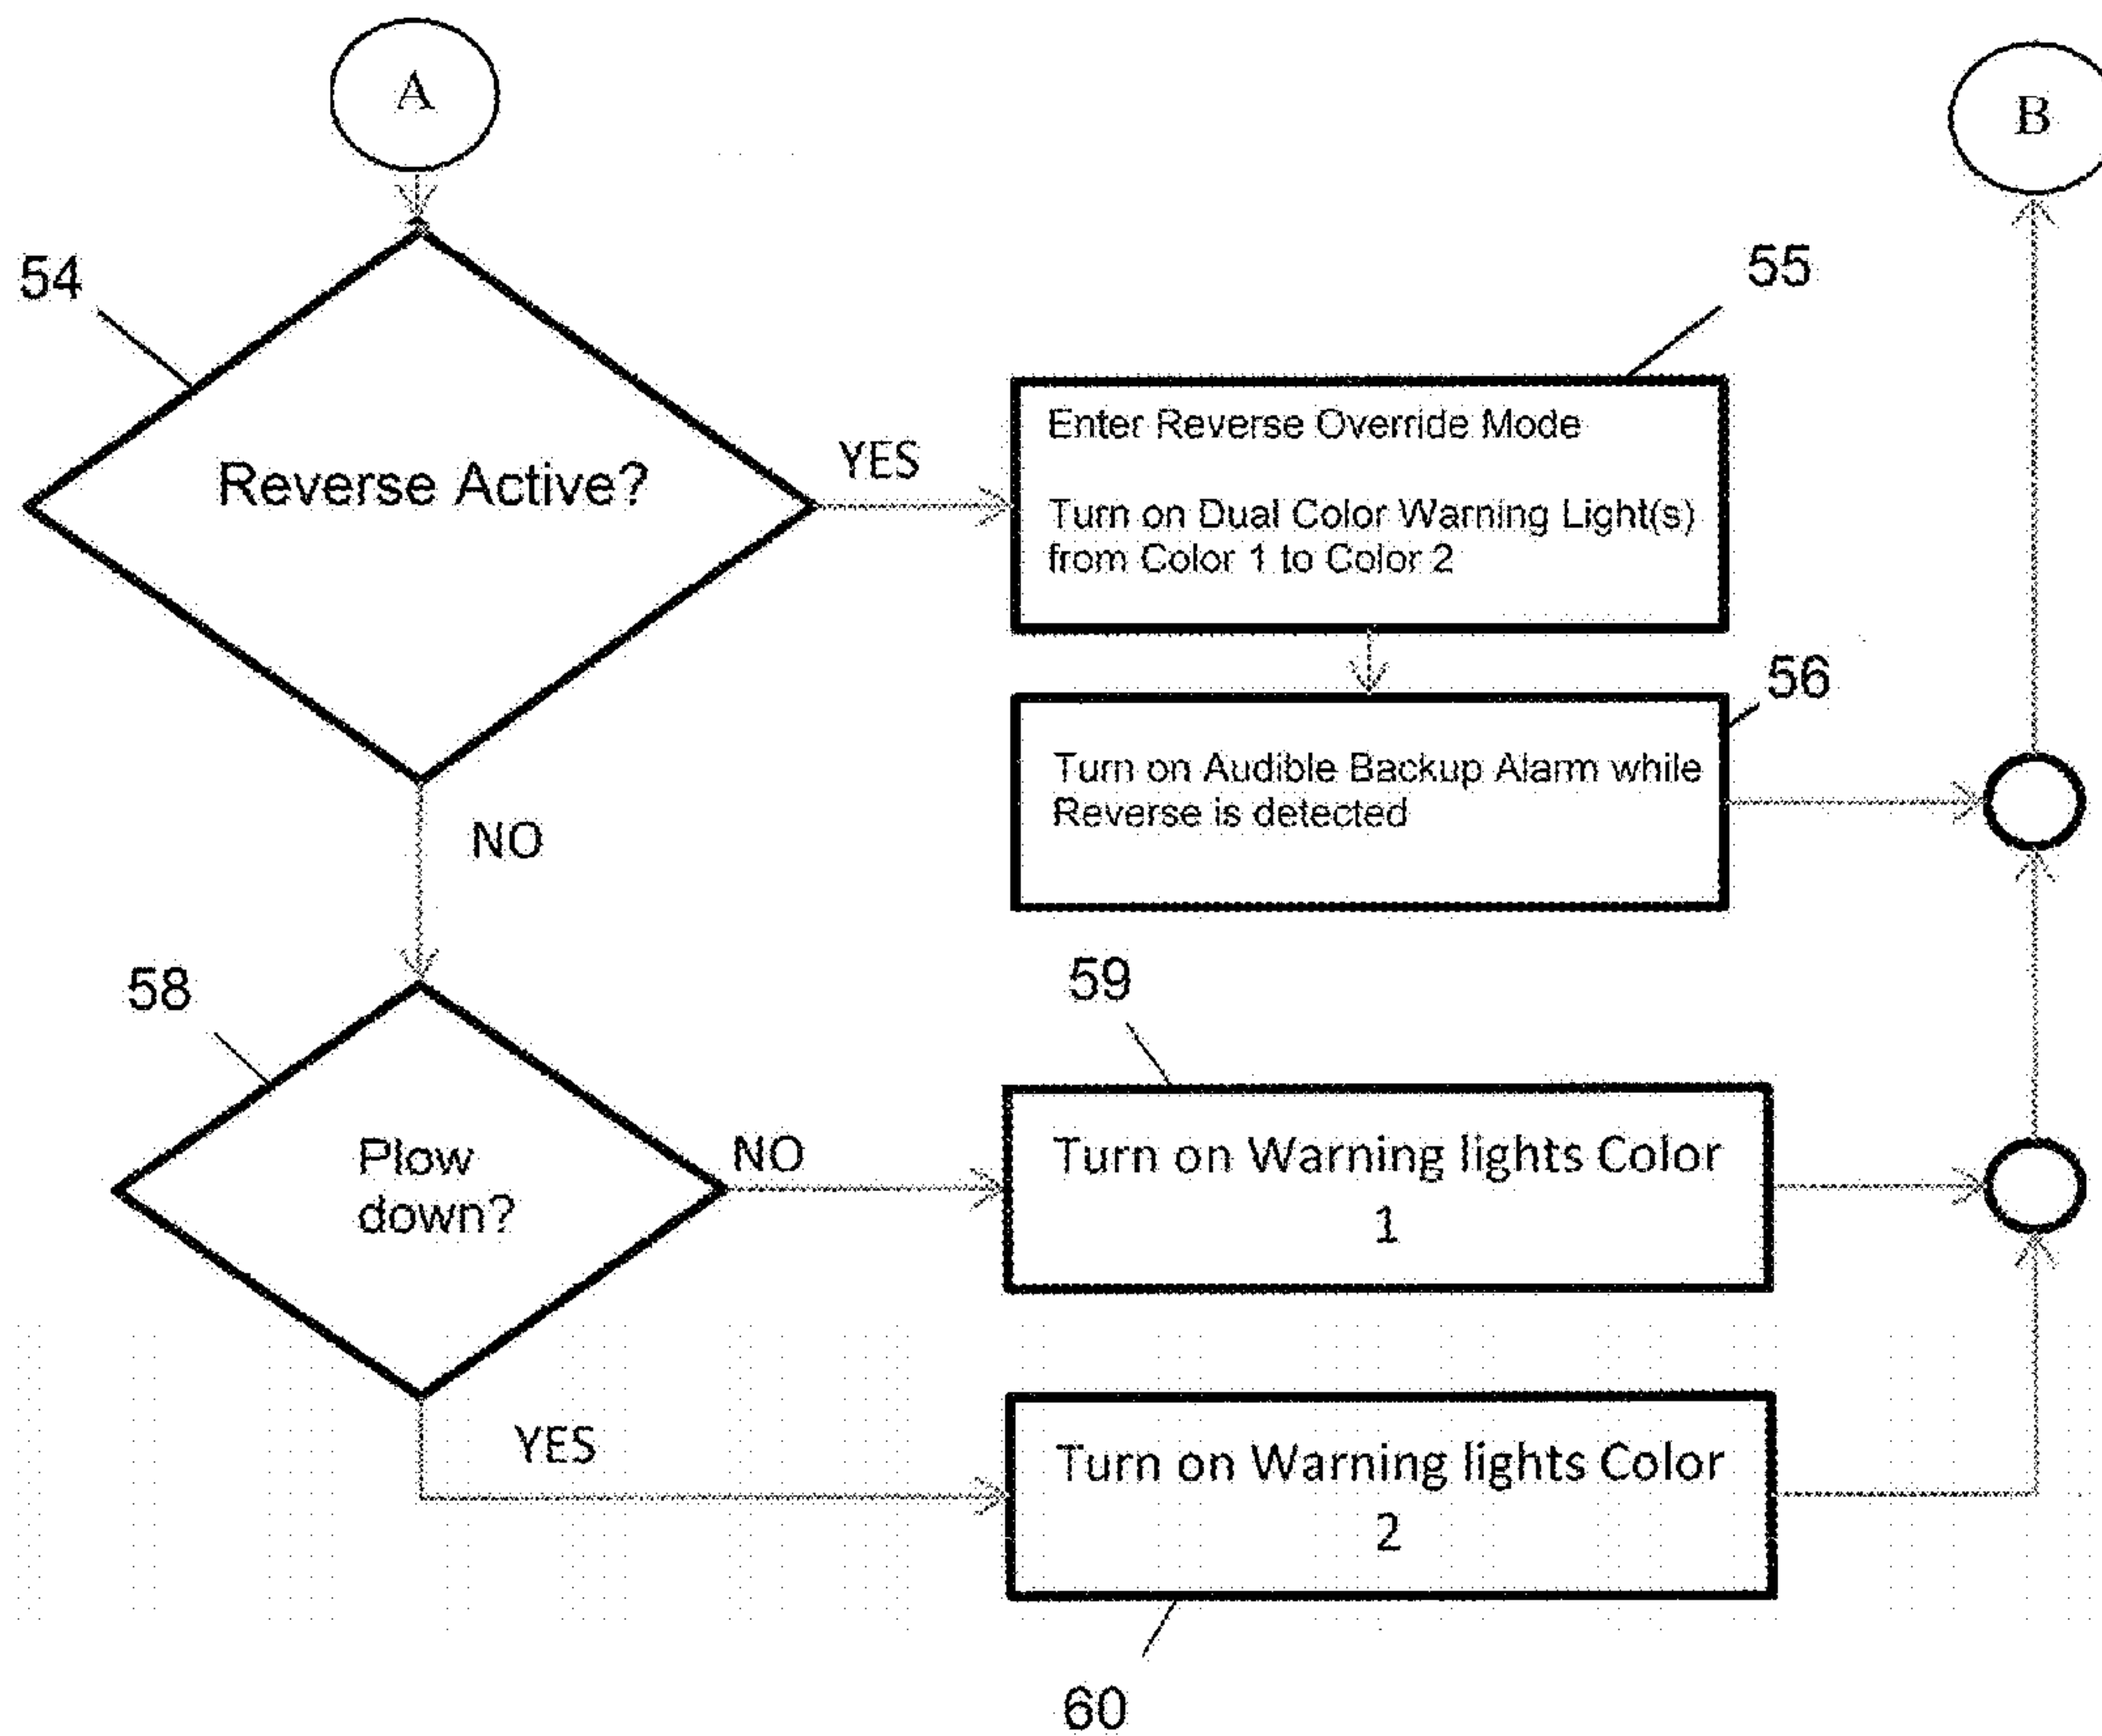 A
B
54
55
Reverse Active?
YES
Enter Reverse Override Mode
Turn on Dual Color Warning Light(s)
from Color 1 to Color 2
56
Turn on Audible Backup Alarm while
Reverse is detected
NO
58
59
Plow
down?
NO
Turn on Warning lights Color
1
YES
Turn on Warning lights Color
2
60